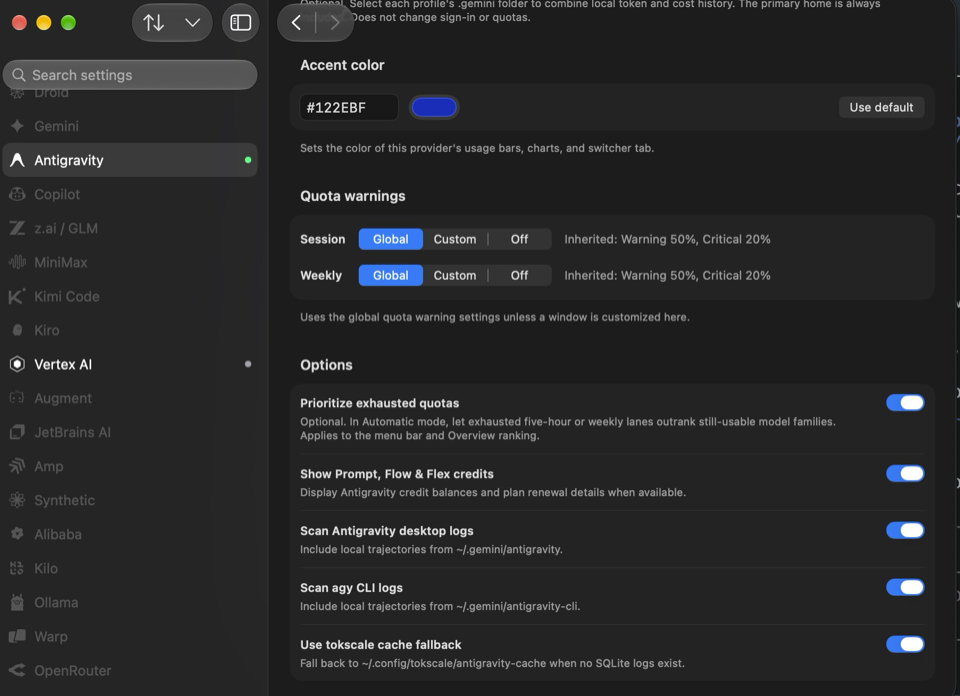 Optional. Select each profile's .gemini folder to combine local token and cost history. The primary home is always
Does not change sign-in or quotas.
Search settings
Droid
Gemini
Antigravity
Copilot
z.ai / GLM
MiniMax
Kimi Code
Kiro
Vertex AI
Augment
JetBrains AI
Amp
Synthetic
Alibaba
Kilo
Ollama
Warp
OpenRouter
Accent color
#122EBF
Use default
Sets the color of this provider's usage bars, charts, and switcher tab.
Quota warnings
Session Global Custom Off Inherited: Warning 50%, Critical 20%
Weekly Global Custom Off Inherited: Warning 50%, Critical 20%
Uses the global quota warning settings unless a window is customized here.
Options
Prioritize exhausted quotas
Optional. In Automatic mode, let exhausted five-hour or weekly lanes outrank still-usable model families.
Applies to the menu bar and Overview ranking.
Show Prompt, Flow & Flex credits
Display Antigravity credit balances and plan renewal details when available.
Scan Antigravity desktop logs
Include local trajectories from ~/.gemini/antigravity.
Scan agy CLI logs
Include local trajectories from ~/.gemini/antigravity-cli.
Use tokscale cache fallback
Fall back to ~/.config/tokscale/antigravity-cache when no SQLite logs exist.